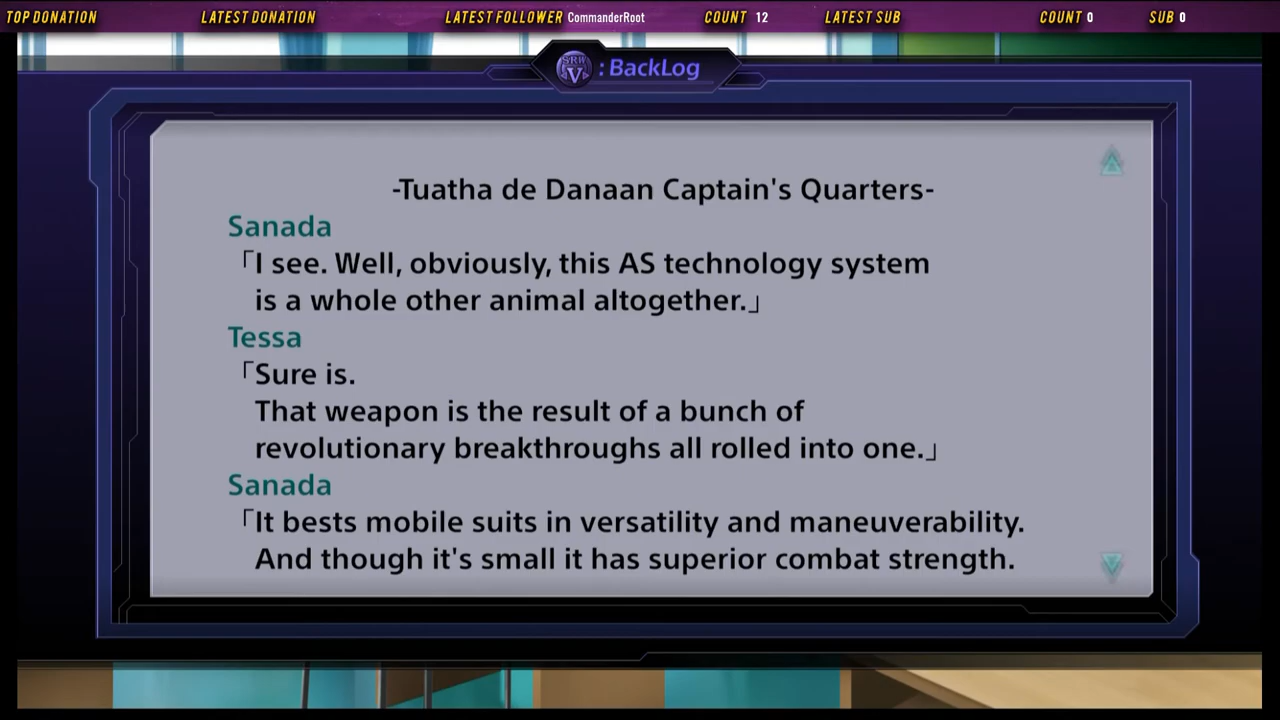 TOP DONATION LATEST DONATION LATEST FOLLOWER CommanderRoot COUNT 12 LATEST SUB COUNT 0 SUB 0
SRW V : BackLog
-Tuatha de Danaan Captain's Quarters-
Sanada
「I see. Well, obviously, this AS technology system
is a whole other animal altogether.」
Tessa
「Sure is.
That weapon is the result of a bunch of
revolutionary breakthroughs all rolled into one.」
Sanada
「It bests mobile suits in versatility and maneuverability.
And though it's small it has superior combat strength.